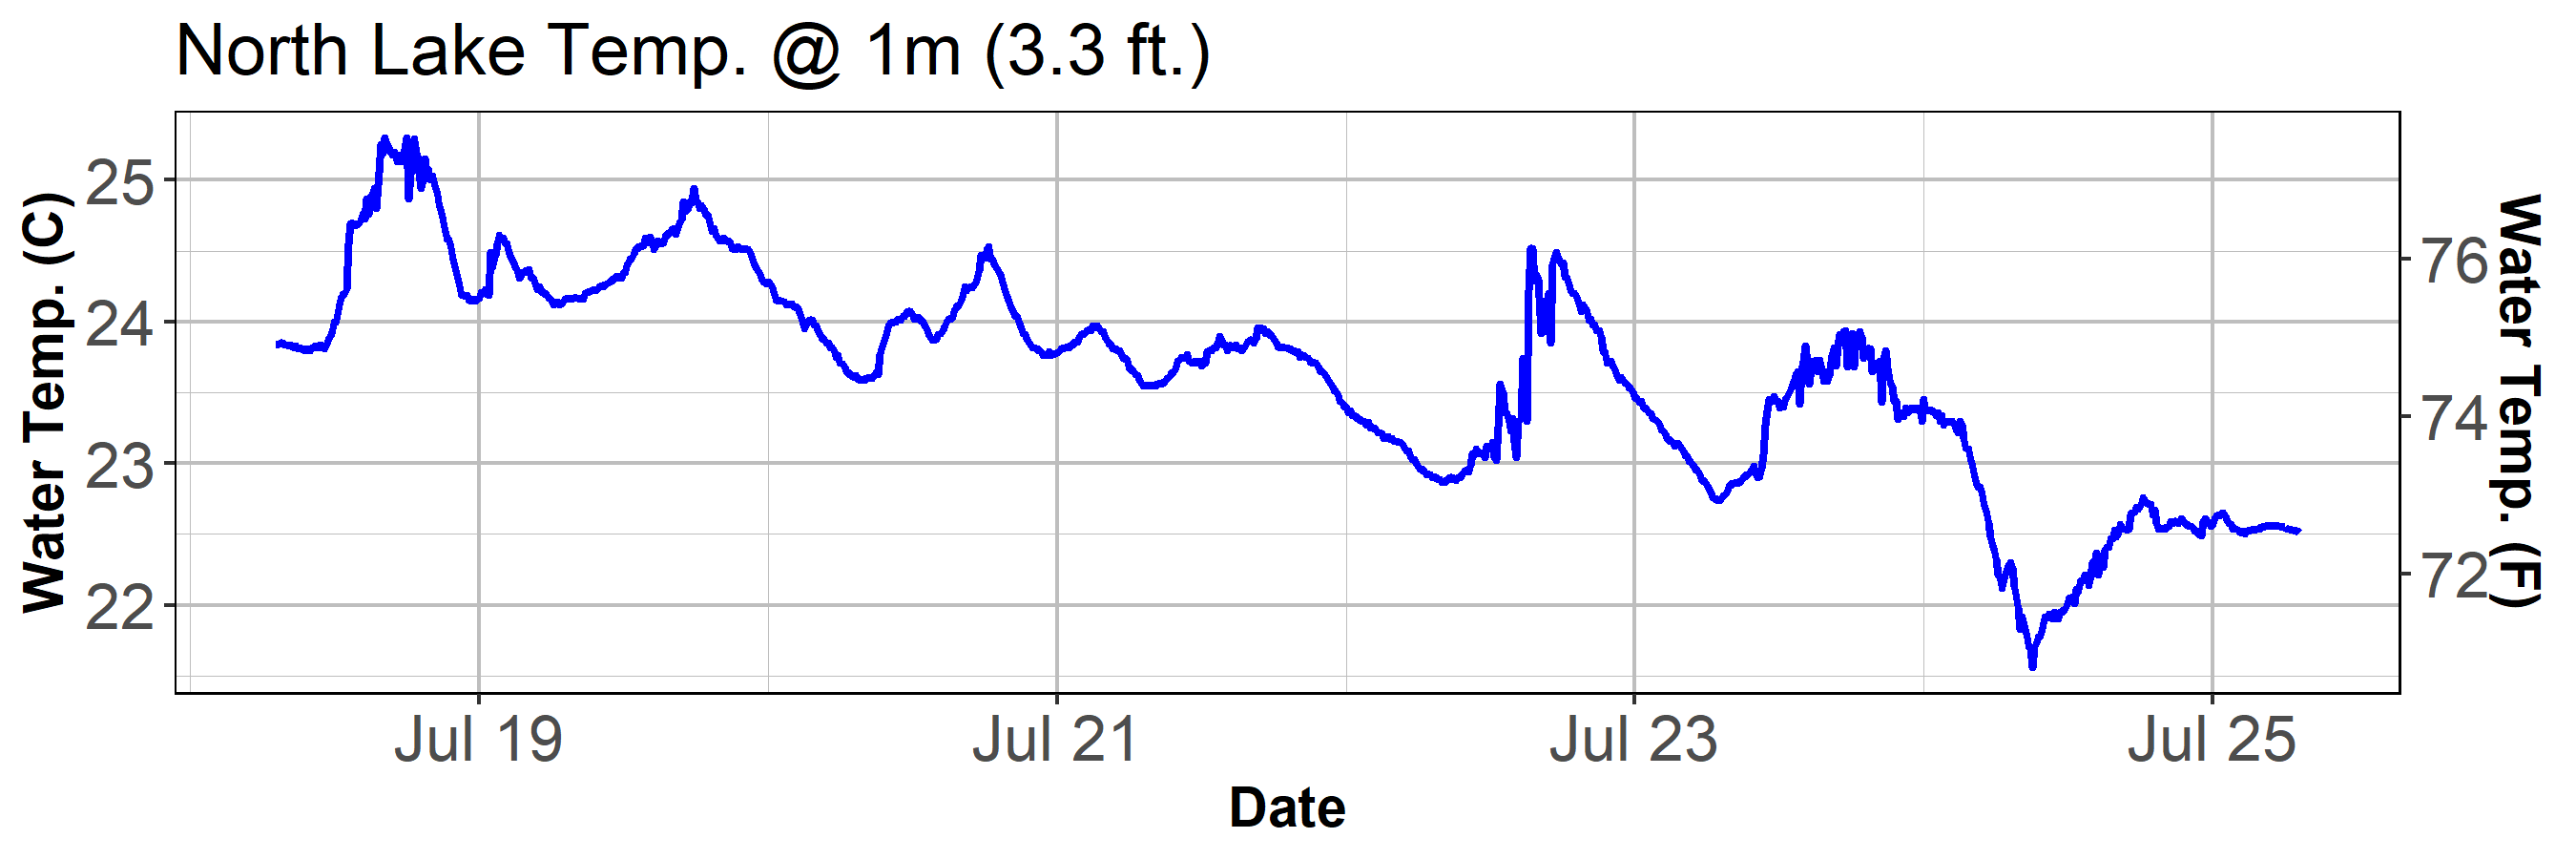 North Lake Temp. @ 1m (3.3 ft.)
Water Temp. (C)
25
24
23
22
76
74
72
Water Temp. (F)
Jul 19
Jul 21
Jul 23
Jul 25
Date